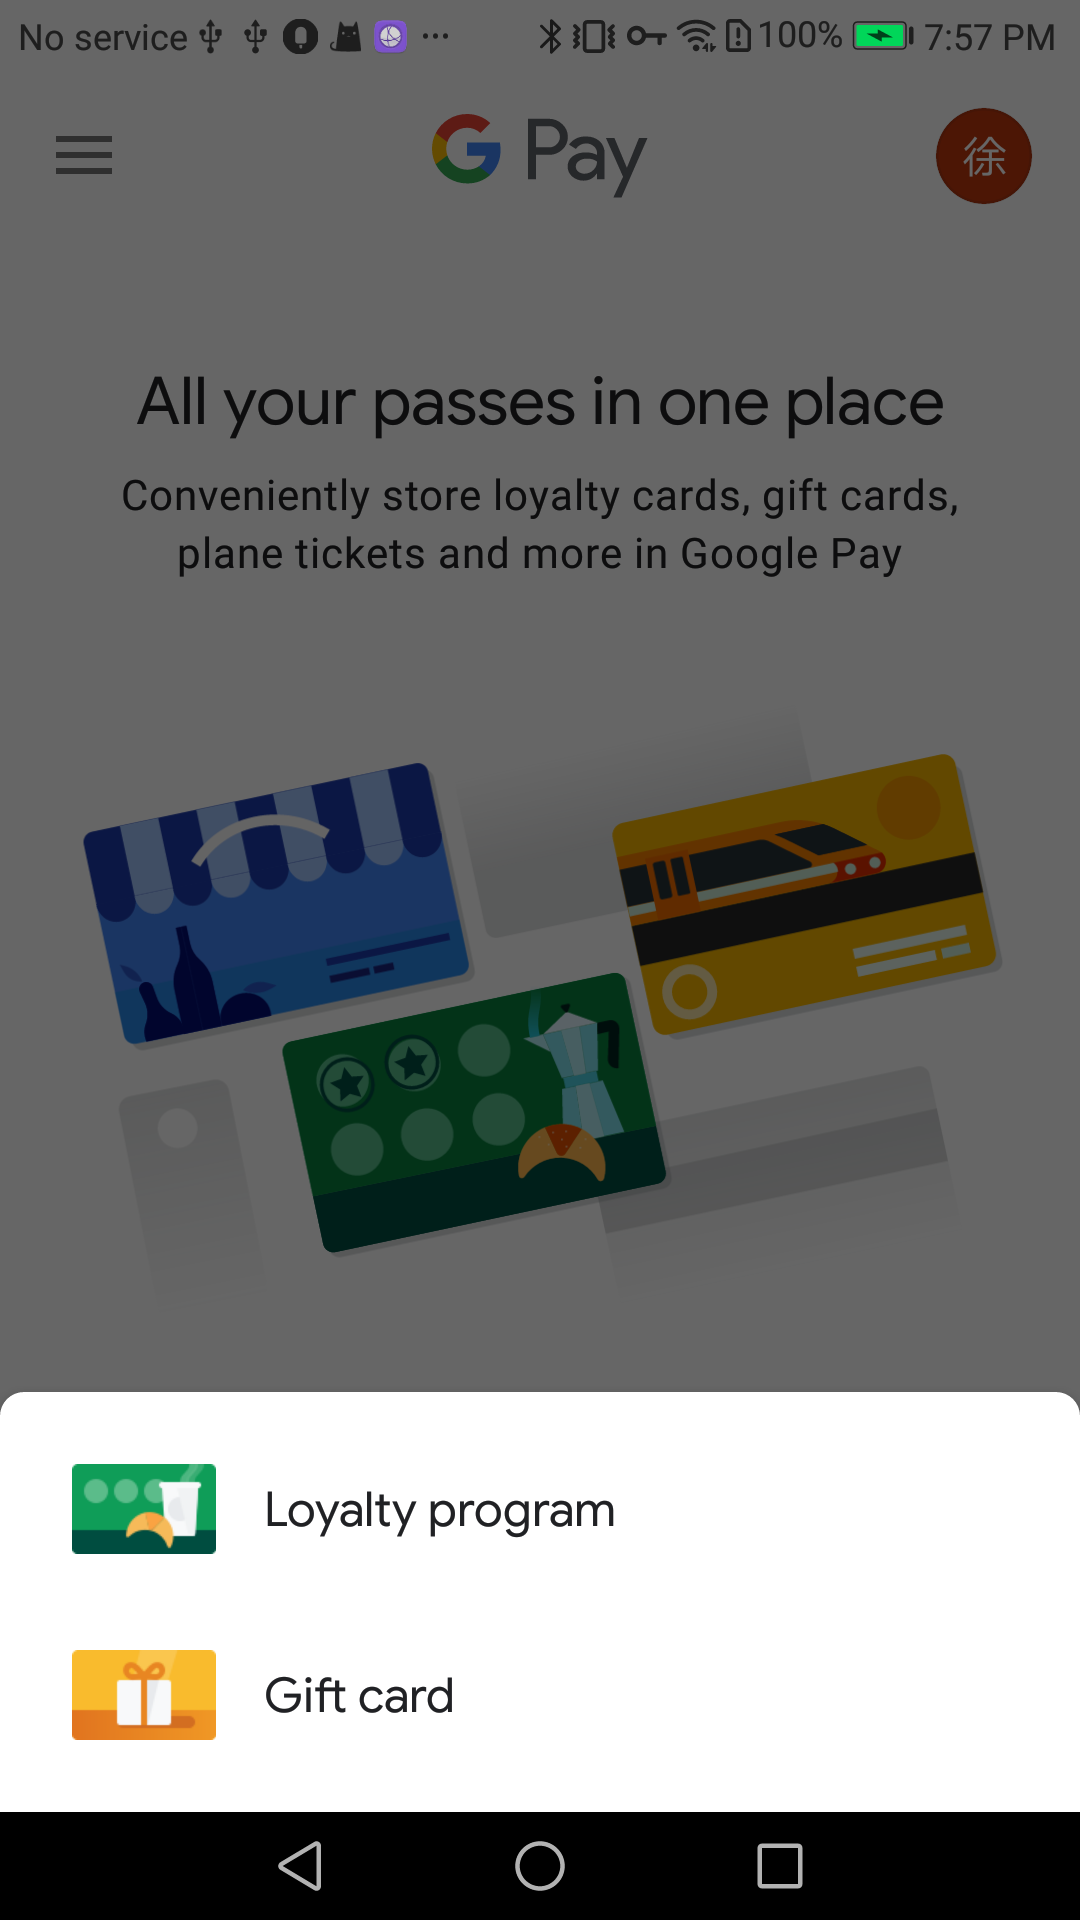 No service 100% 7:57 PM
G Pay
徐
All your passes in one place
Conveniently store loyalty cards, gift cards,
plane tickets and more in Google Pay
Loyalty program
Gift card